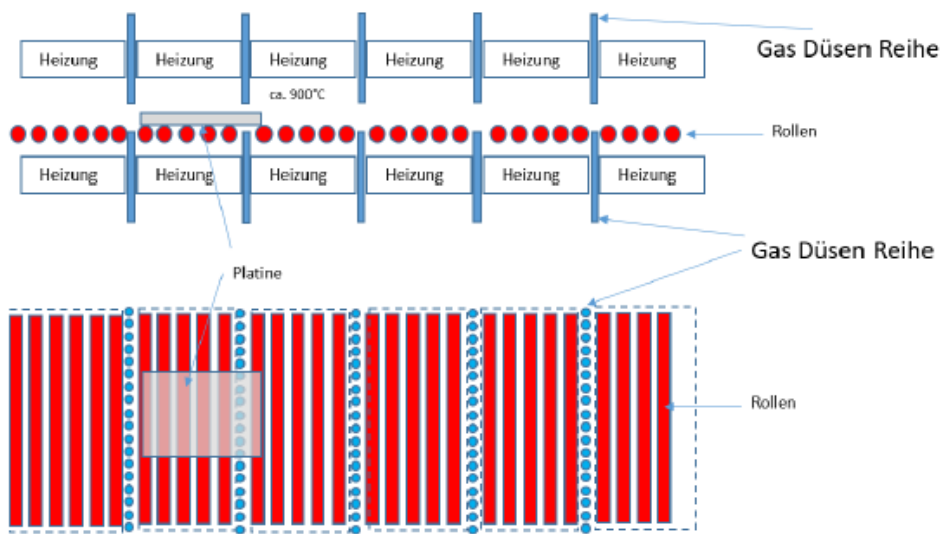 Heizung Heizung Heizung Heizung Heizung Heizung
Gas Düsen Reihe
ca. 900°C
Rollen
Heizung Heizung Heizung Heizung Heizung Heizung
Gas Düsen Reihe
Platine
Rollen